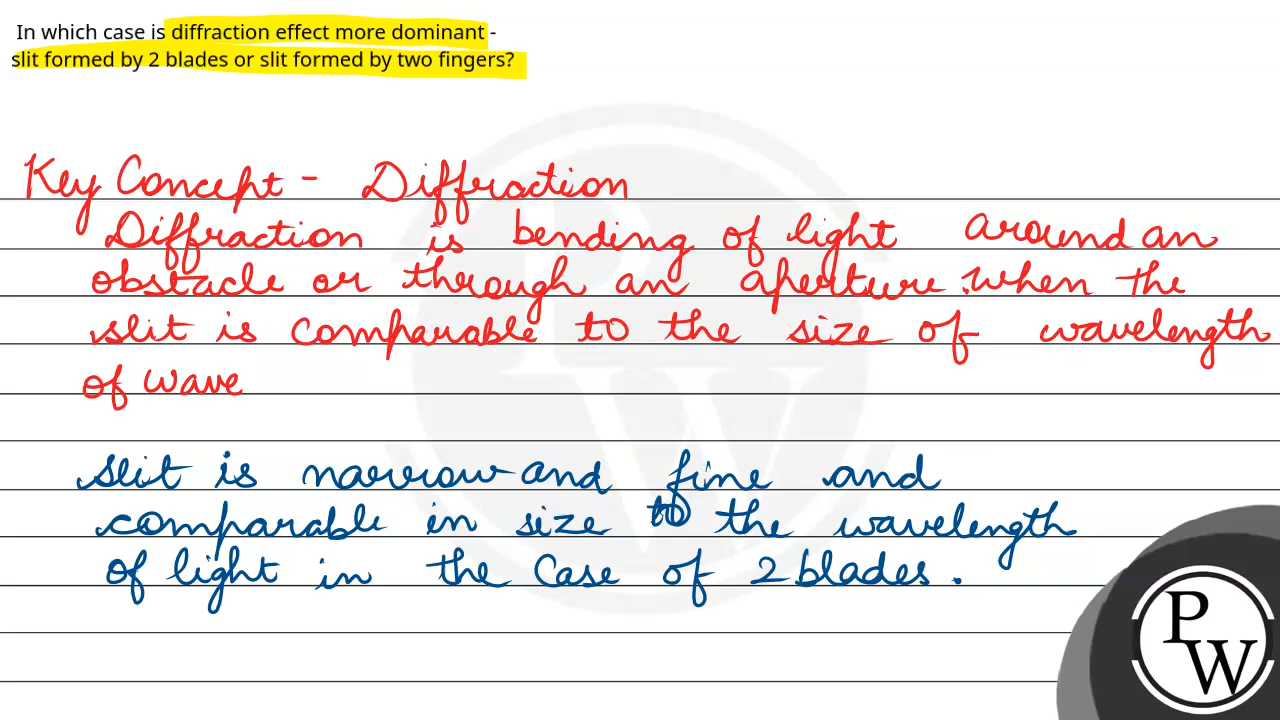 In which case is diffraction effect more dominant -
slit formed by 2 blades or slit formed by two fingers?
Key Concept - Diffraction
Diffraction is bending of light around an
obstacle or through an aperture. when the
slit is comparable to the size of wavelength
of wave
slit is narrow and fine and
comparable in size to the wavelength
of light in the case of 2 blades.
PW
PW